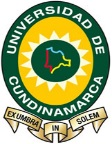 UNIVERSIDAD DE
CUNDINAMARCA
EXUMBRA IN SOLEM